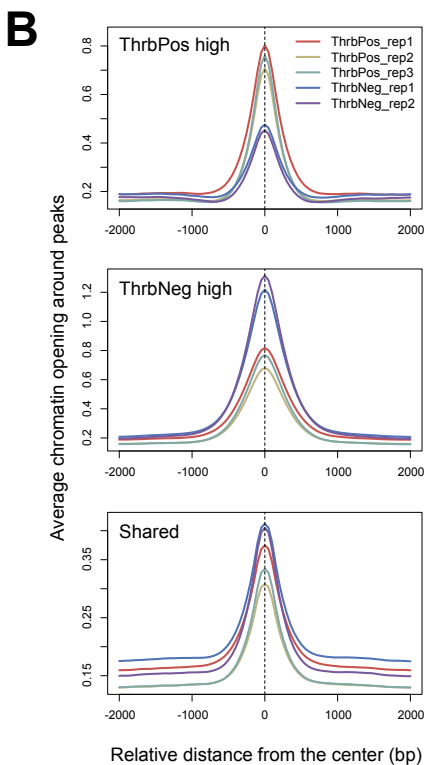 B
Average chromatin opening around peaks
ThrbPos high
ThrbPos_rep1
ThrbPos_rep2
ThrbPos_rep3
ThrbNeg_rep1
ThrbNeg_rep2
0.8
0.6
0.4
0.2
-2000 -1000 0 1000 2000
ThrbNeg high
1.2
1.0
0.8
0.6
0.4
0.2
-2000 -1000 0 1000 2000
Shared
0.35
0.25
0.15
-2000 -1000 0 1000 2000
Relative distance from the center (bp)